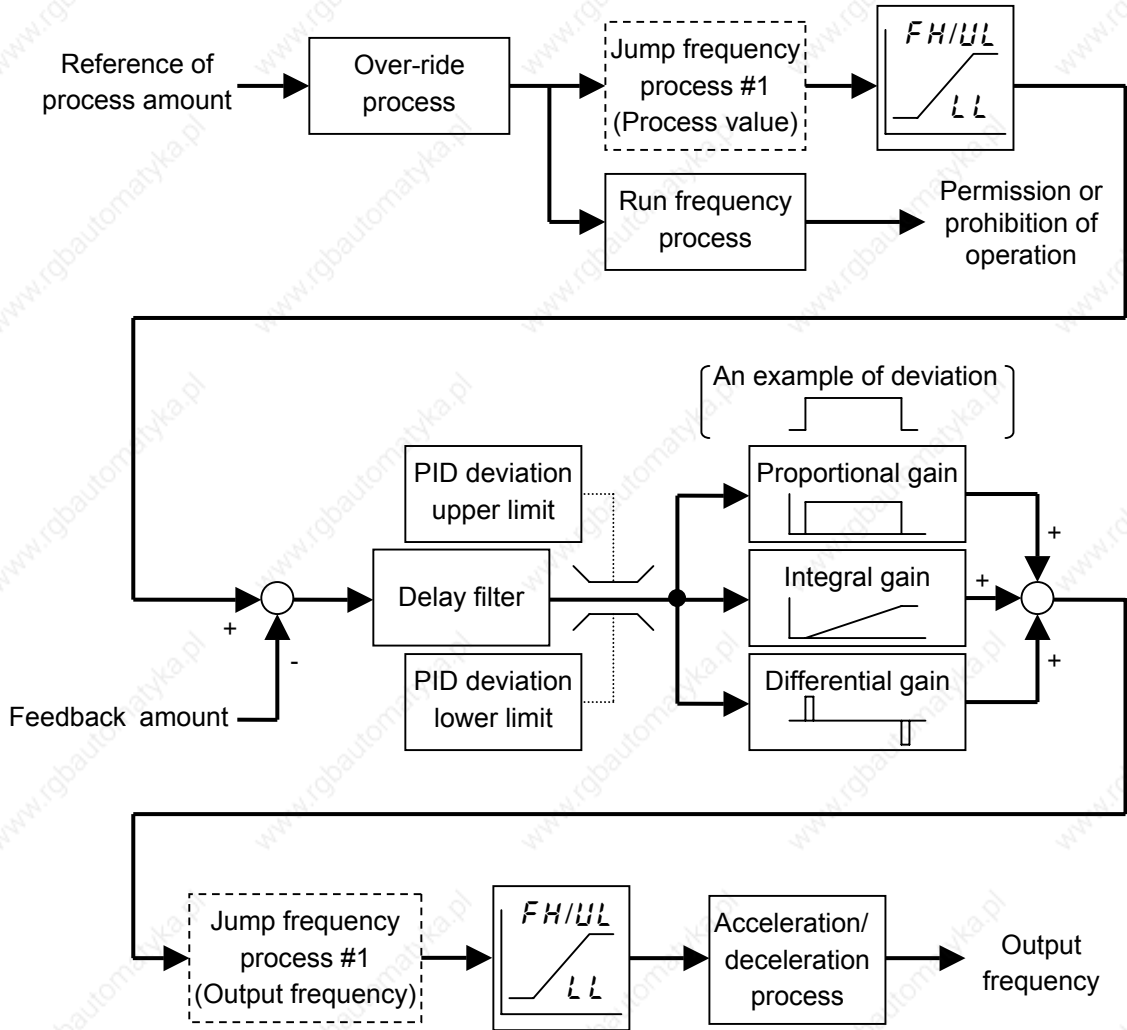 Reference of
process amount
Over-ride
process
Jump frequency
process #1
(Process value)
FH/UL
LL
Run frequency
process
Permission or
prohibition of
operation
An example of deviation
PID deviation
upper limit
Proportional gain
+
Delay filter
Integral gain
+
+
-
PID deviation
lower limit
Differential gain
+
Feedback amount
Jump frequency
process #1
(Output frequency)
FH/UL
LL
Acceleration/
deceleration
process
Output
frequency
www.rgbautomatyka.pl